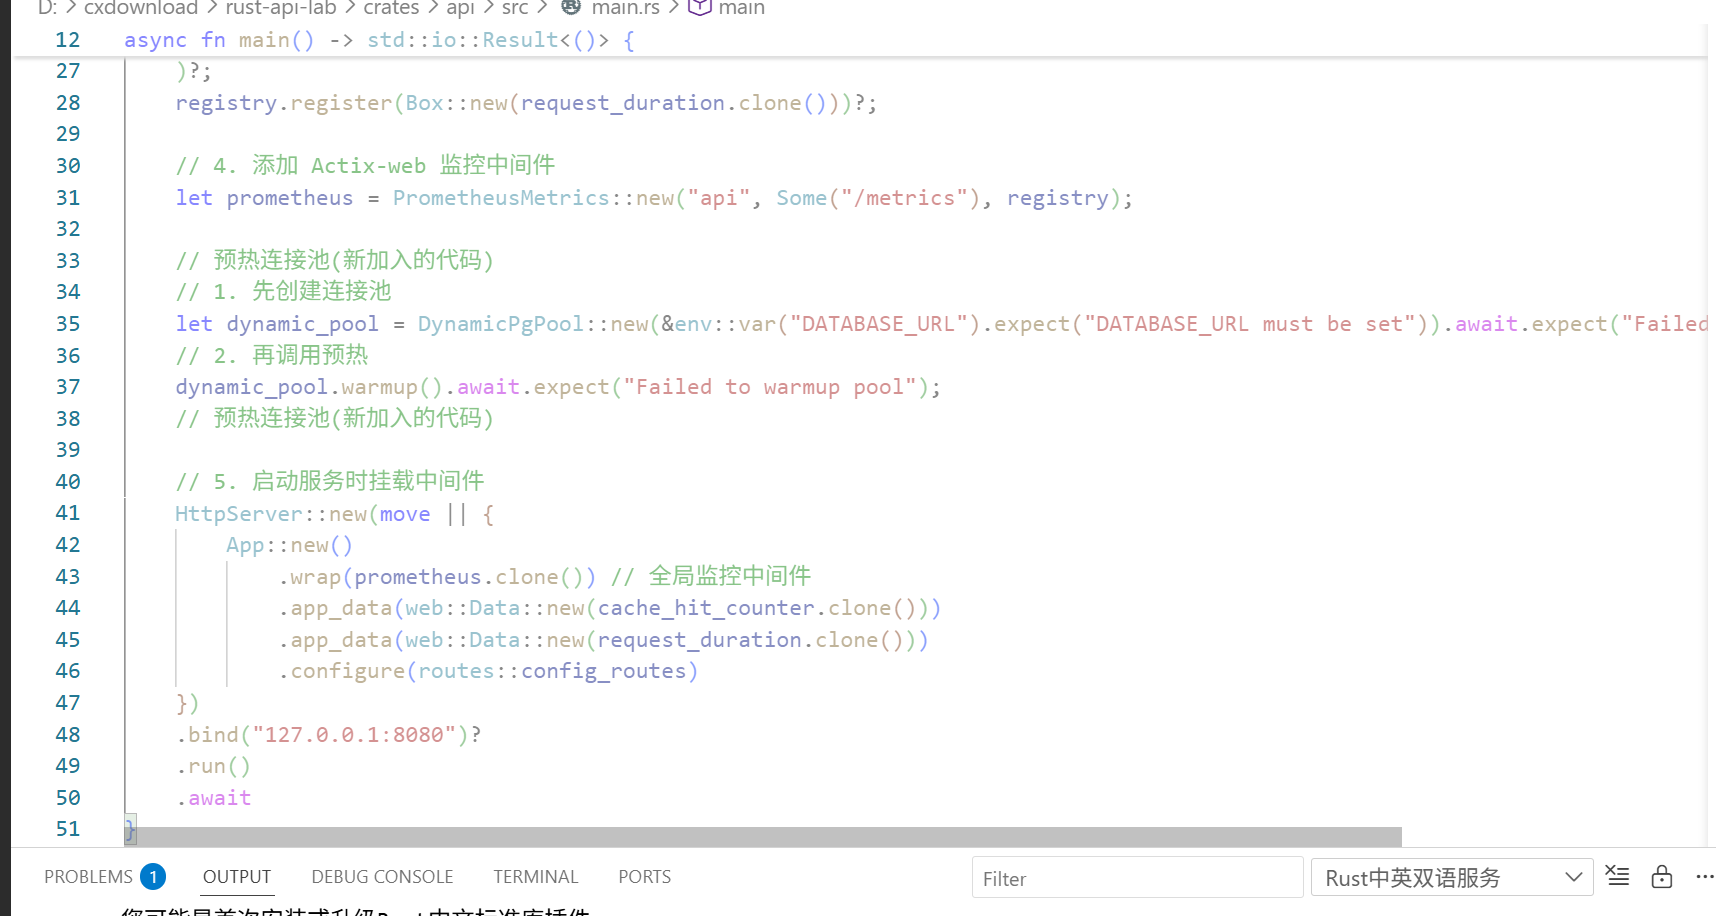 D: > cxdownload > rust-api-lab > crates > api > src > main.rs > main
12 async fn main() -> std::io::Result<()> {
27 )?;
28 registry.register(Box::new(request_duration.clone()))?;
29
30 // 4. 添加 Actix-web 监控中间件
31 let prometheus = PrometheusMetrics::new("api", Some("/metrics"), registry);
32
33 // 预热连接池(新加入的代码)
34 // 1. 先创建连接池
35 let dynamic_pool = DynamicPgPool::new(&env::var("DATABASE_URL").expect("DATABASE_URL must be set")).await.expect("Failed
36 // 2. 再调用预热
37 dynamic_pool.warmup().await.expect("Failed to warmup pool");
38 // 预热连接池(新加入的代码)
39
40 // 5. 启动服务时挂载中间件
41 HttpServer::new(move || {
42 App::new()
43 .wrap(prometheus.clone()) // 全局监控中间件
44 .app_data(web::Data::new(cache_hit_counter.clone()))
45 .app_data(web::Data::new(request_duration.clone()))
46 .configure(routes::config_routes)
47 })
48 .bind("127.0.0.1:8080")?
49 .run()
50 .await
51 }
PROBLEMS 1 OUTPUT DEBUG CONSOLE TERMINAL PORTS Filter Rust中英双语服务